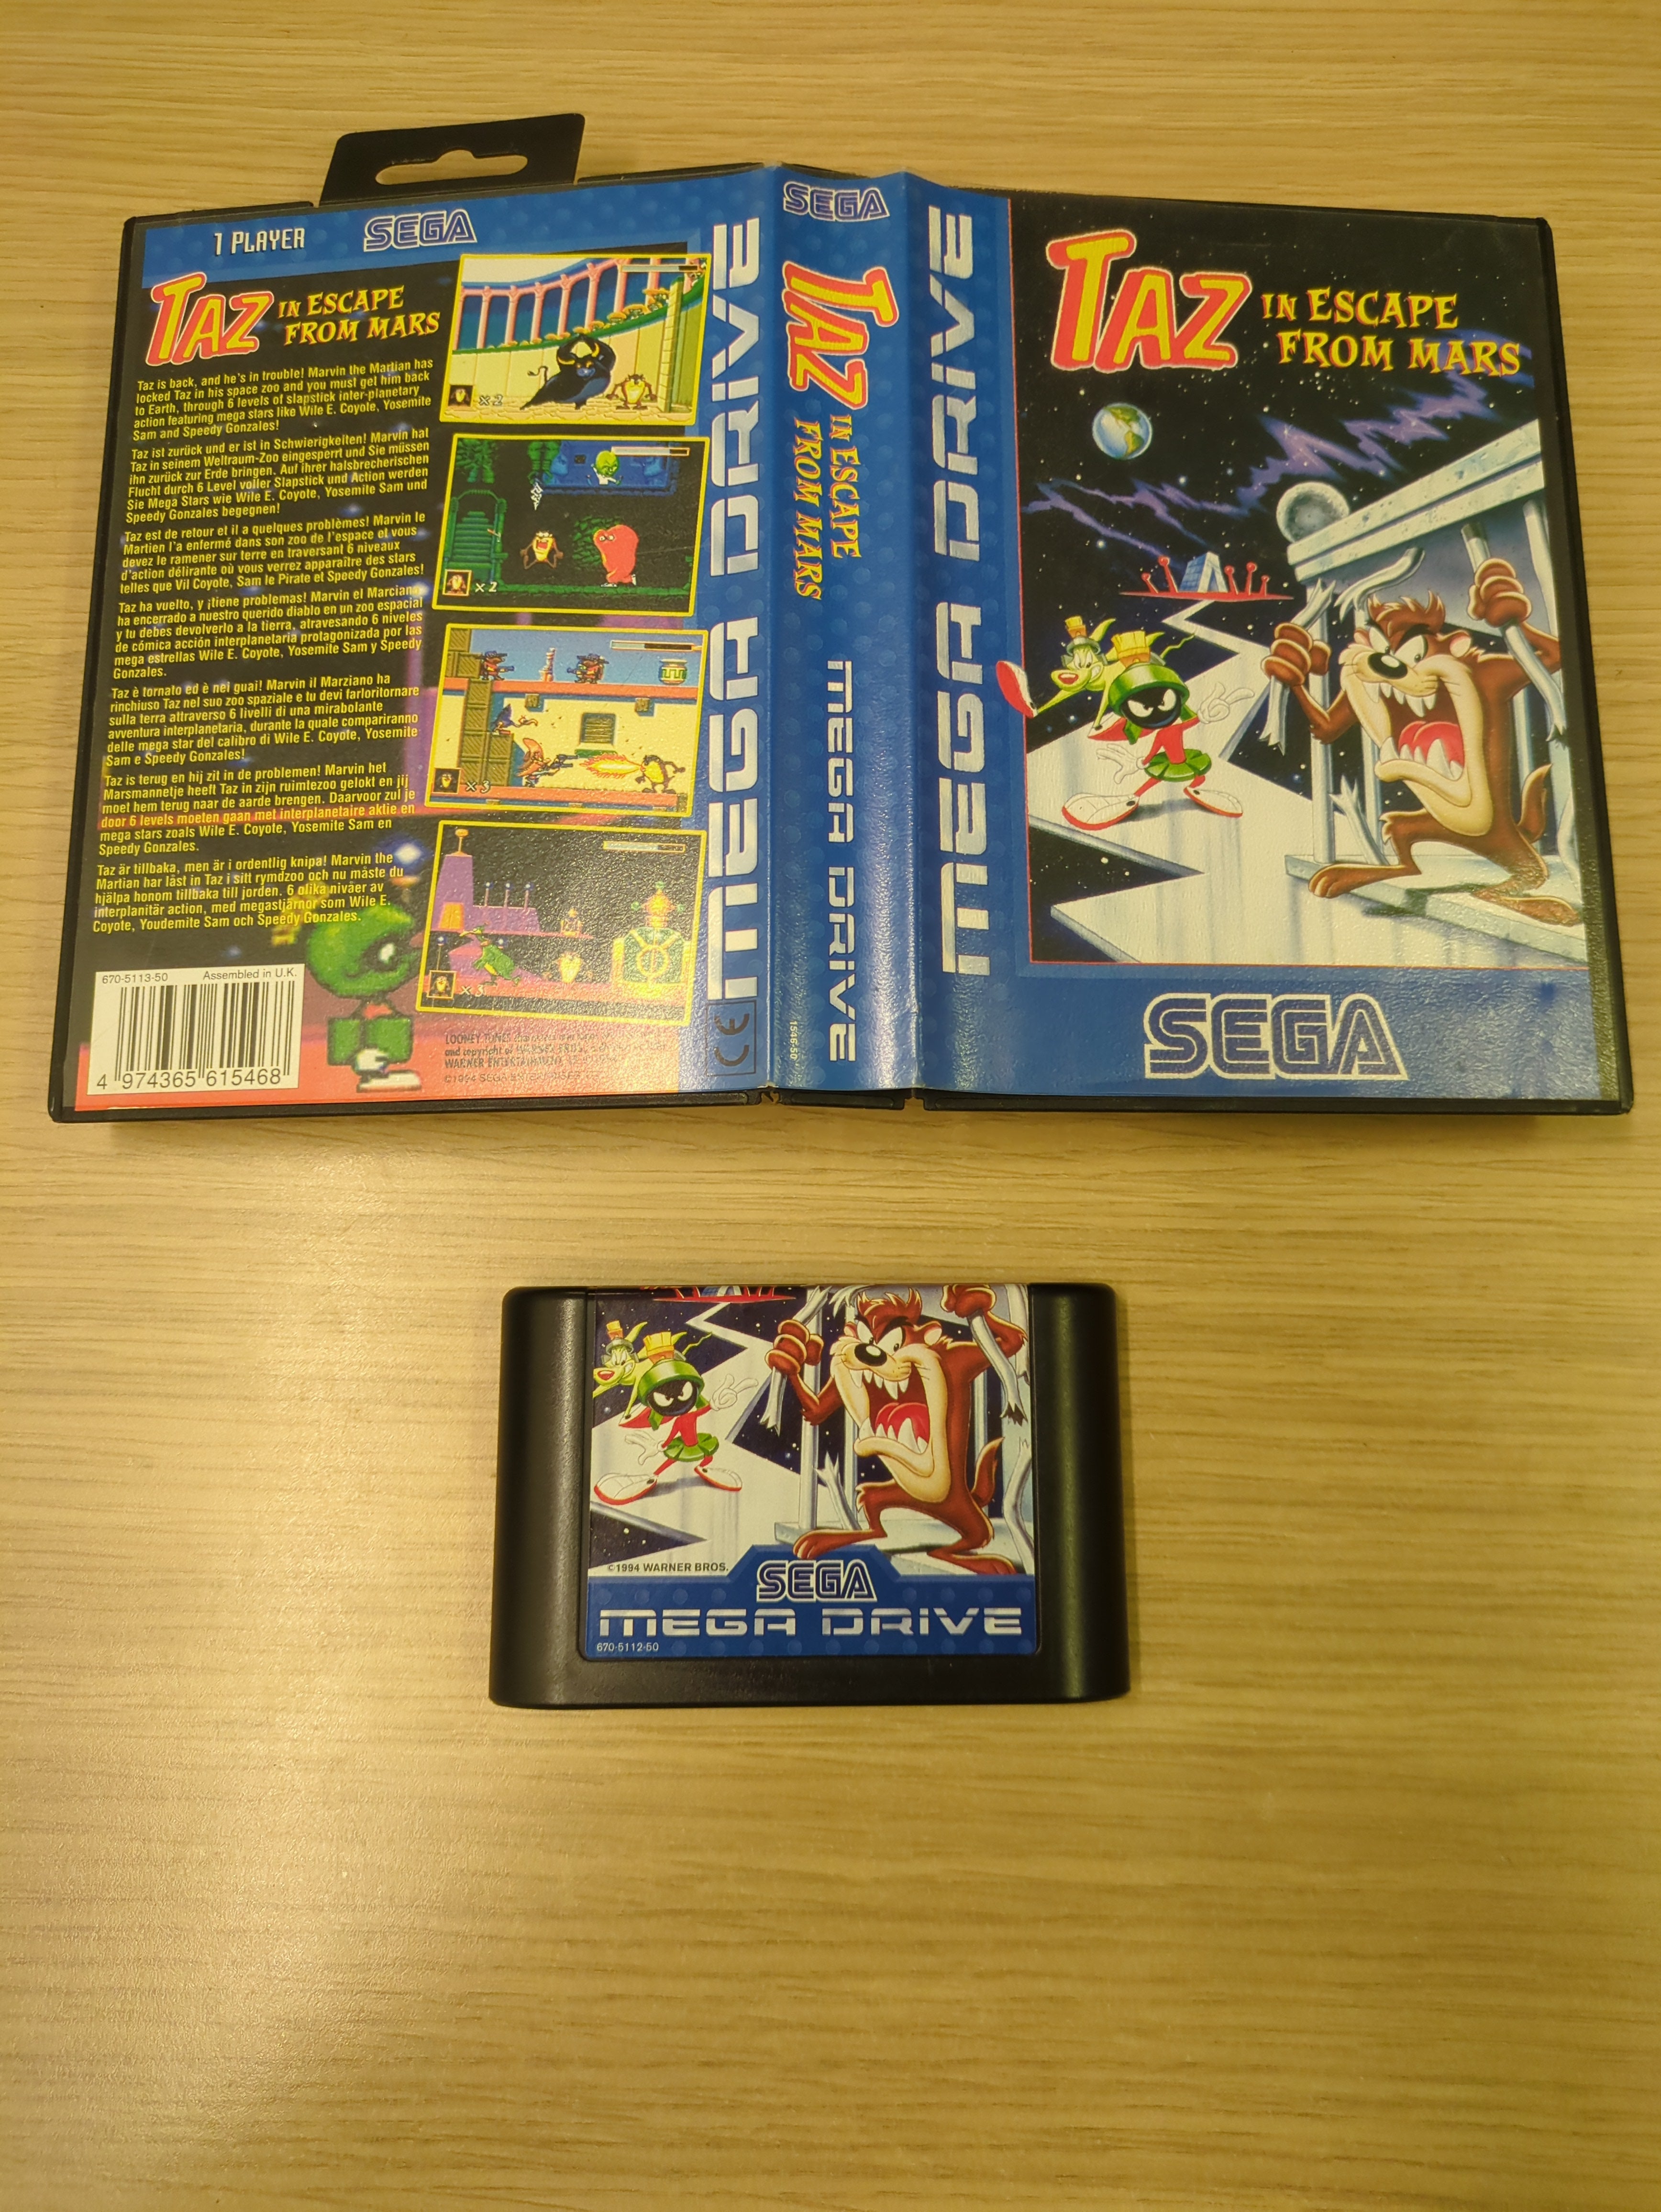 1 PLAYER
SEGA
TAZ
IN ESCAPE
FROM MARS
Taz is back, and he's in trouble! Marvin the Martian has
locked Taz in his space zoo and you must get him back
to Earth, through 6 levels of slapstick inter-planetary
action featuring mega stars like Wile E. Coyote, Yosemite
Sam and Speedy Gonzales!
Taz ist zurück und er ist in Schwierigkeiten! Marvin hat
Taz in seinem Weltraum-Zoo eingesperrt und Sie müssen
ihn zurück zur Erde bringen. Auf ihrer halsbrecherischen
Flucht durch 6 Level voller Slapstick und Action werden
Sie Mega Stars wie Wile E. Coyote, Yosemite Sam und
Speedy Gonzales begegnen!
Taz est de retour et il a quelques problèmes! Marvin le
Martien l'a enfermé dans son zoo de l'espace et vous
devez le ramener sur terre en traversant 6 niveaux
d'action délirante où vous verrez apparaître des stars
telles que Vil Coyote, Sam le Pirate et Speedy Gonzales!
Taz ha vuelto, y ¡tiene problemas! Marvin el Marciano
ha encerrado a nuestro querido diablo en un zoo espacial
y tu debes devolverlo a la tierra, atravesando 6 niveles
de cómica acción interplanetaria protagonizada por las
mega estrellas Wile E. Coyote, Yosemite Sam y Speedy
Gonzales.
Taz è tornato ed è nei guai! Marvin il Marziano ha
rinchiuso Taz nel suo zoo spaziale e tu devi farloritornare
sulla terra attraverso 6 livelli di una mirabolante
avventura interplanetaria, durante la quale compariranno
delle mega star del calibro di Wile E. Coyote, Yosemite
Sam e Speedy Gonzales!
Taz is terug en hij zit in de problemen! Marvin het
Marsmannetje heeft Taz in zijn ruimtezoo gelokt en jij
moet hem terug naar de aarde brengen. Daarvoor zul je
door 6 levels moeten gaan met interplanetaire aktie en
mega stars zoals Wile E. Coyote, Yosemite Sam en
Speedy Gonzales.
Taz är tillbaka, men är i ordentlig knipa! Marvin the
Martian har låst in Taz i sitt rymdzoo och nu måste du
hjälpa honom tillbaka till jorden. 6 olika nivåer av
interplanitär action, med megastjärnor som Wile E.
Coyote, Youdemite Sam och Speedy Gonzales.
670-5113-50 Assembled in U.K.
4 974365 615468
x2
x2
x3
x3
LOONEY TUNES
and copyright of WARNER BROS.
WARNER ENTERTAINMENT
©1994 SEGA ENTERPRISES
MEGA DRIVE
CE
SEGA
TAZ
IN ESCAPE
FROM MARS
MEGA DRIVE
1546-50
MEGA DRIVE
TAZ
IN ESCAPE
FROM MARS
SEGA
©1994 WARNER BROS.
SEGA
MEGA DRIVE
670-5112-50